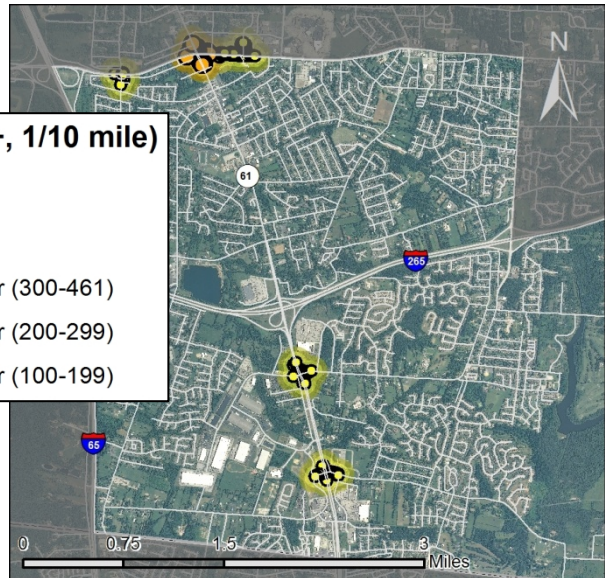 N
-, 1/10 mile)
61
265
r (300-461)
r (200-299)
r (100-199)
65
0 0.75 1.5 3
Miles